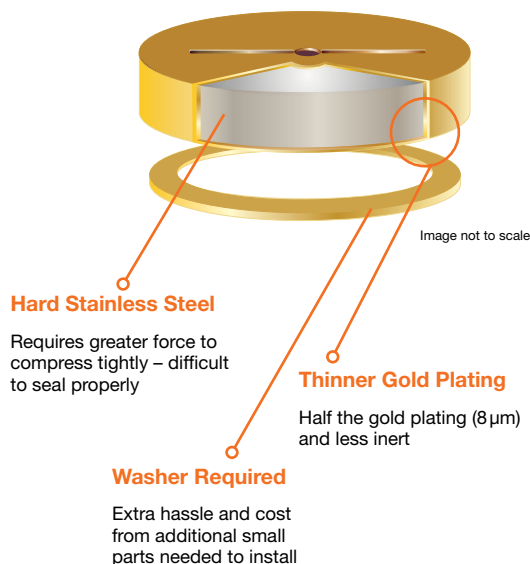 Image not to scale
Hard Stainless Steel
Requires greater force to
compress tightly – difficult
to seal properly
Thinner Gold Plating
Half the gold plating (8 µm)
and less inert
Washer Required
Extra hassle and cost
from additional small
parts needed to install